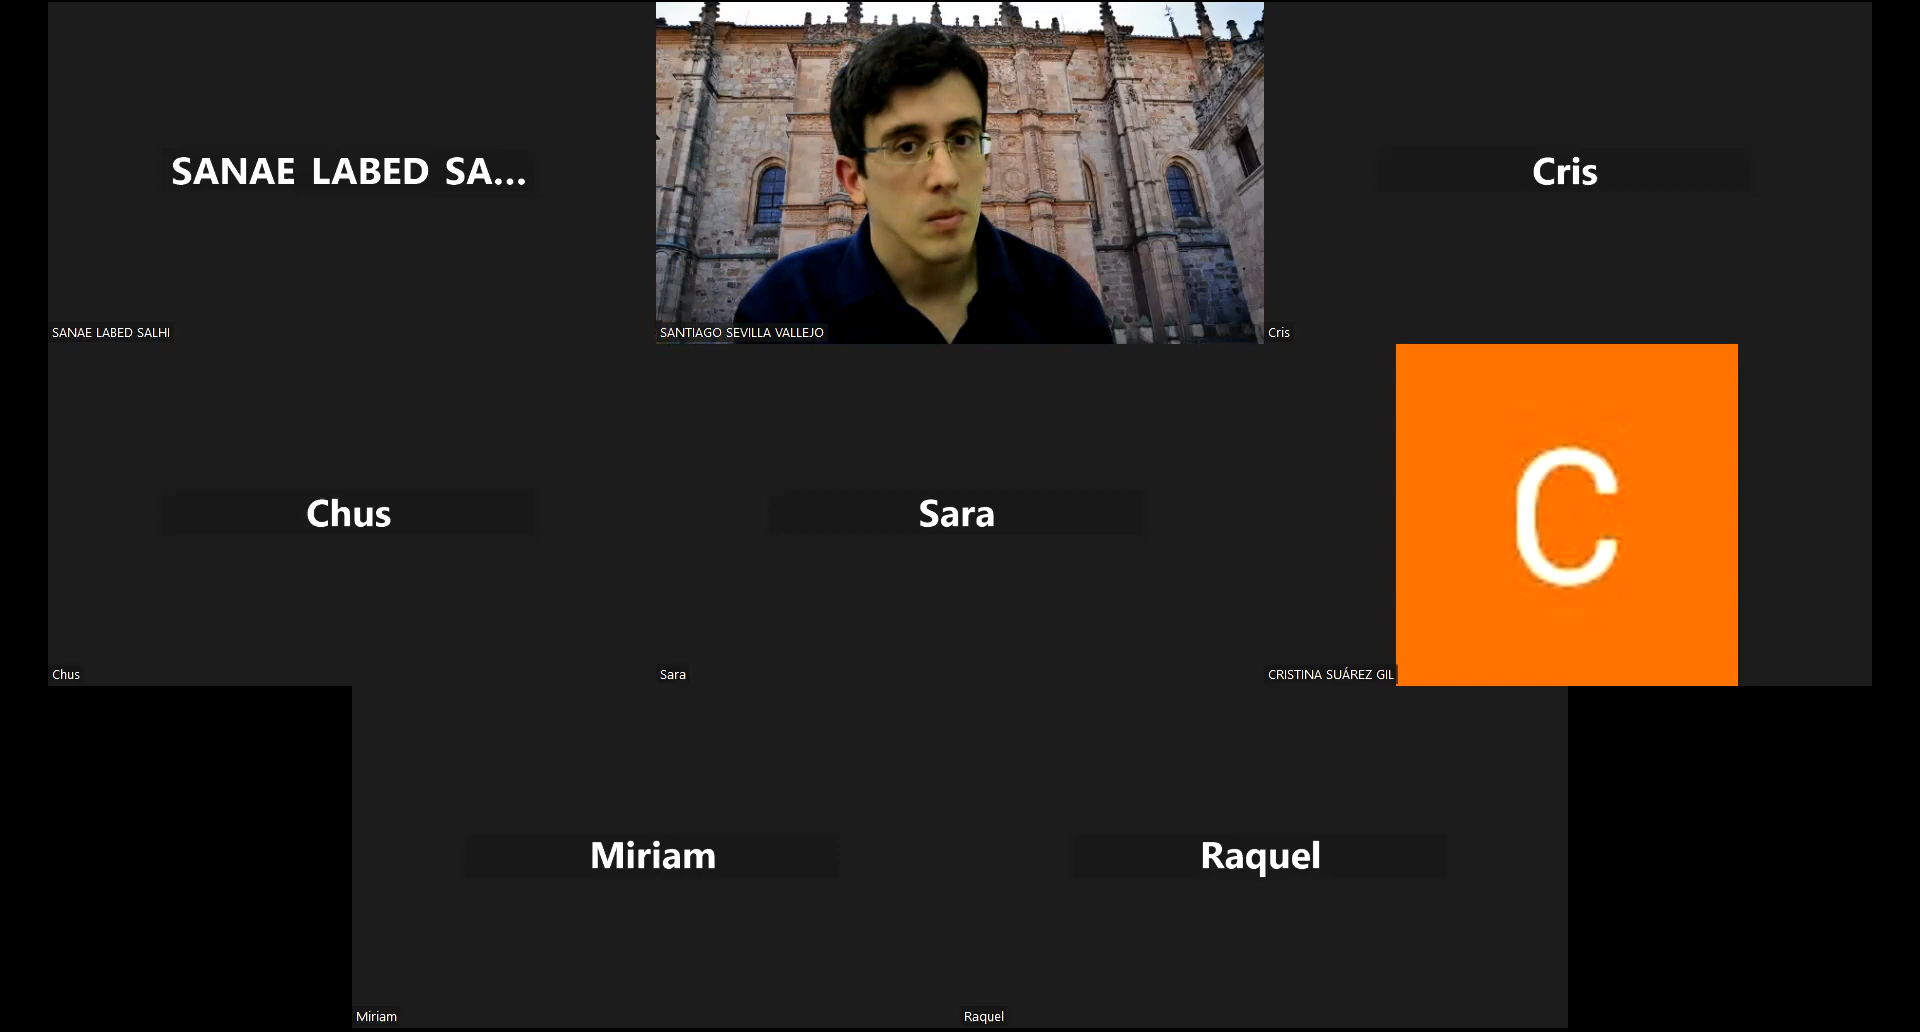 SANAE LABED SA...
SANAE LABED SALHI
SANTIAGO SEVILLA VALLEJO
Cris
Cris
Chus
Chus
Sara
Sara
C
CRISTINA SUÁREZ GIL
Miriam
Miriam
Raquel
Raquel